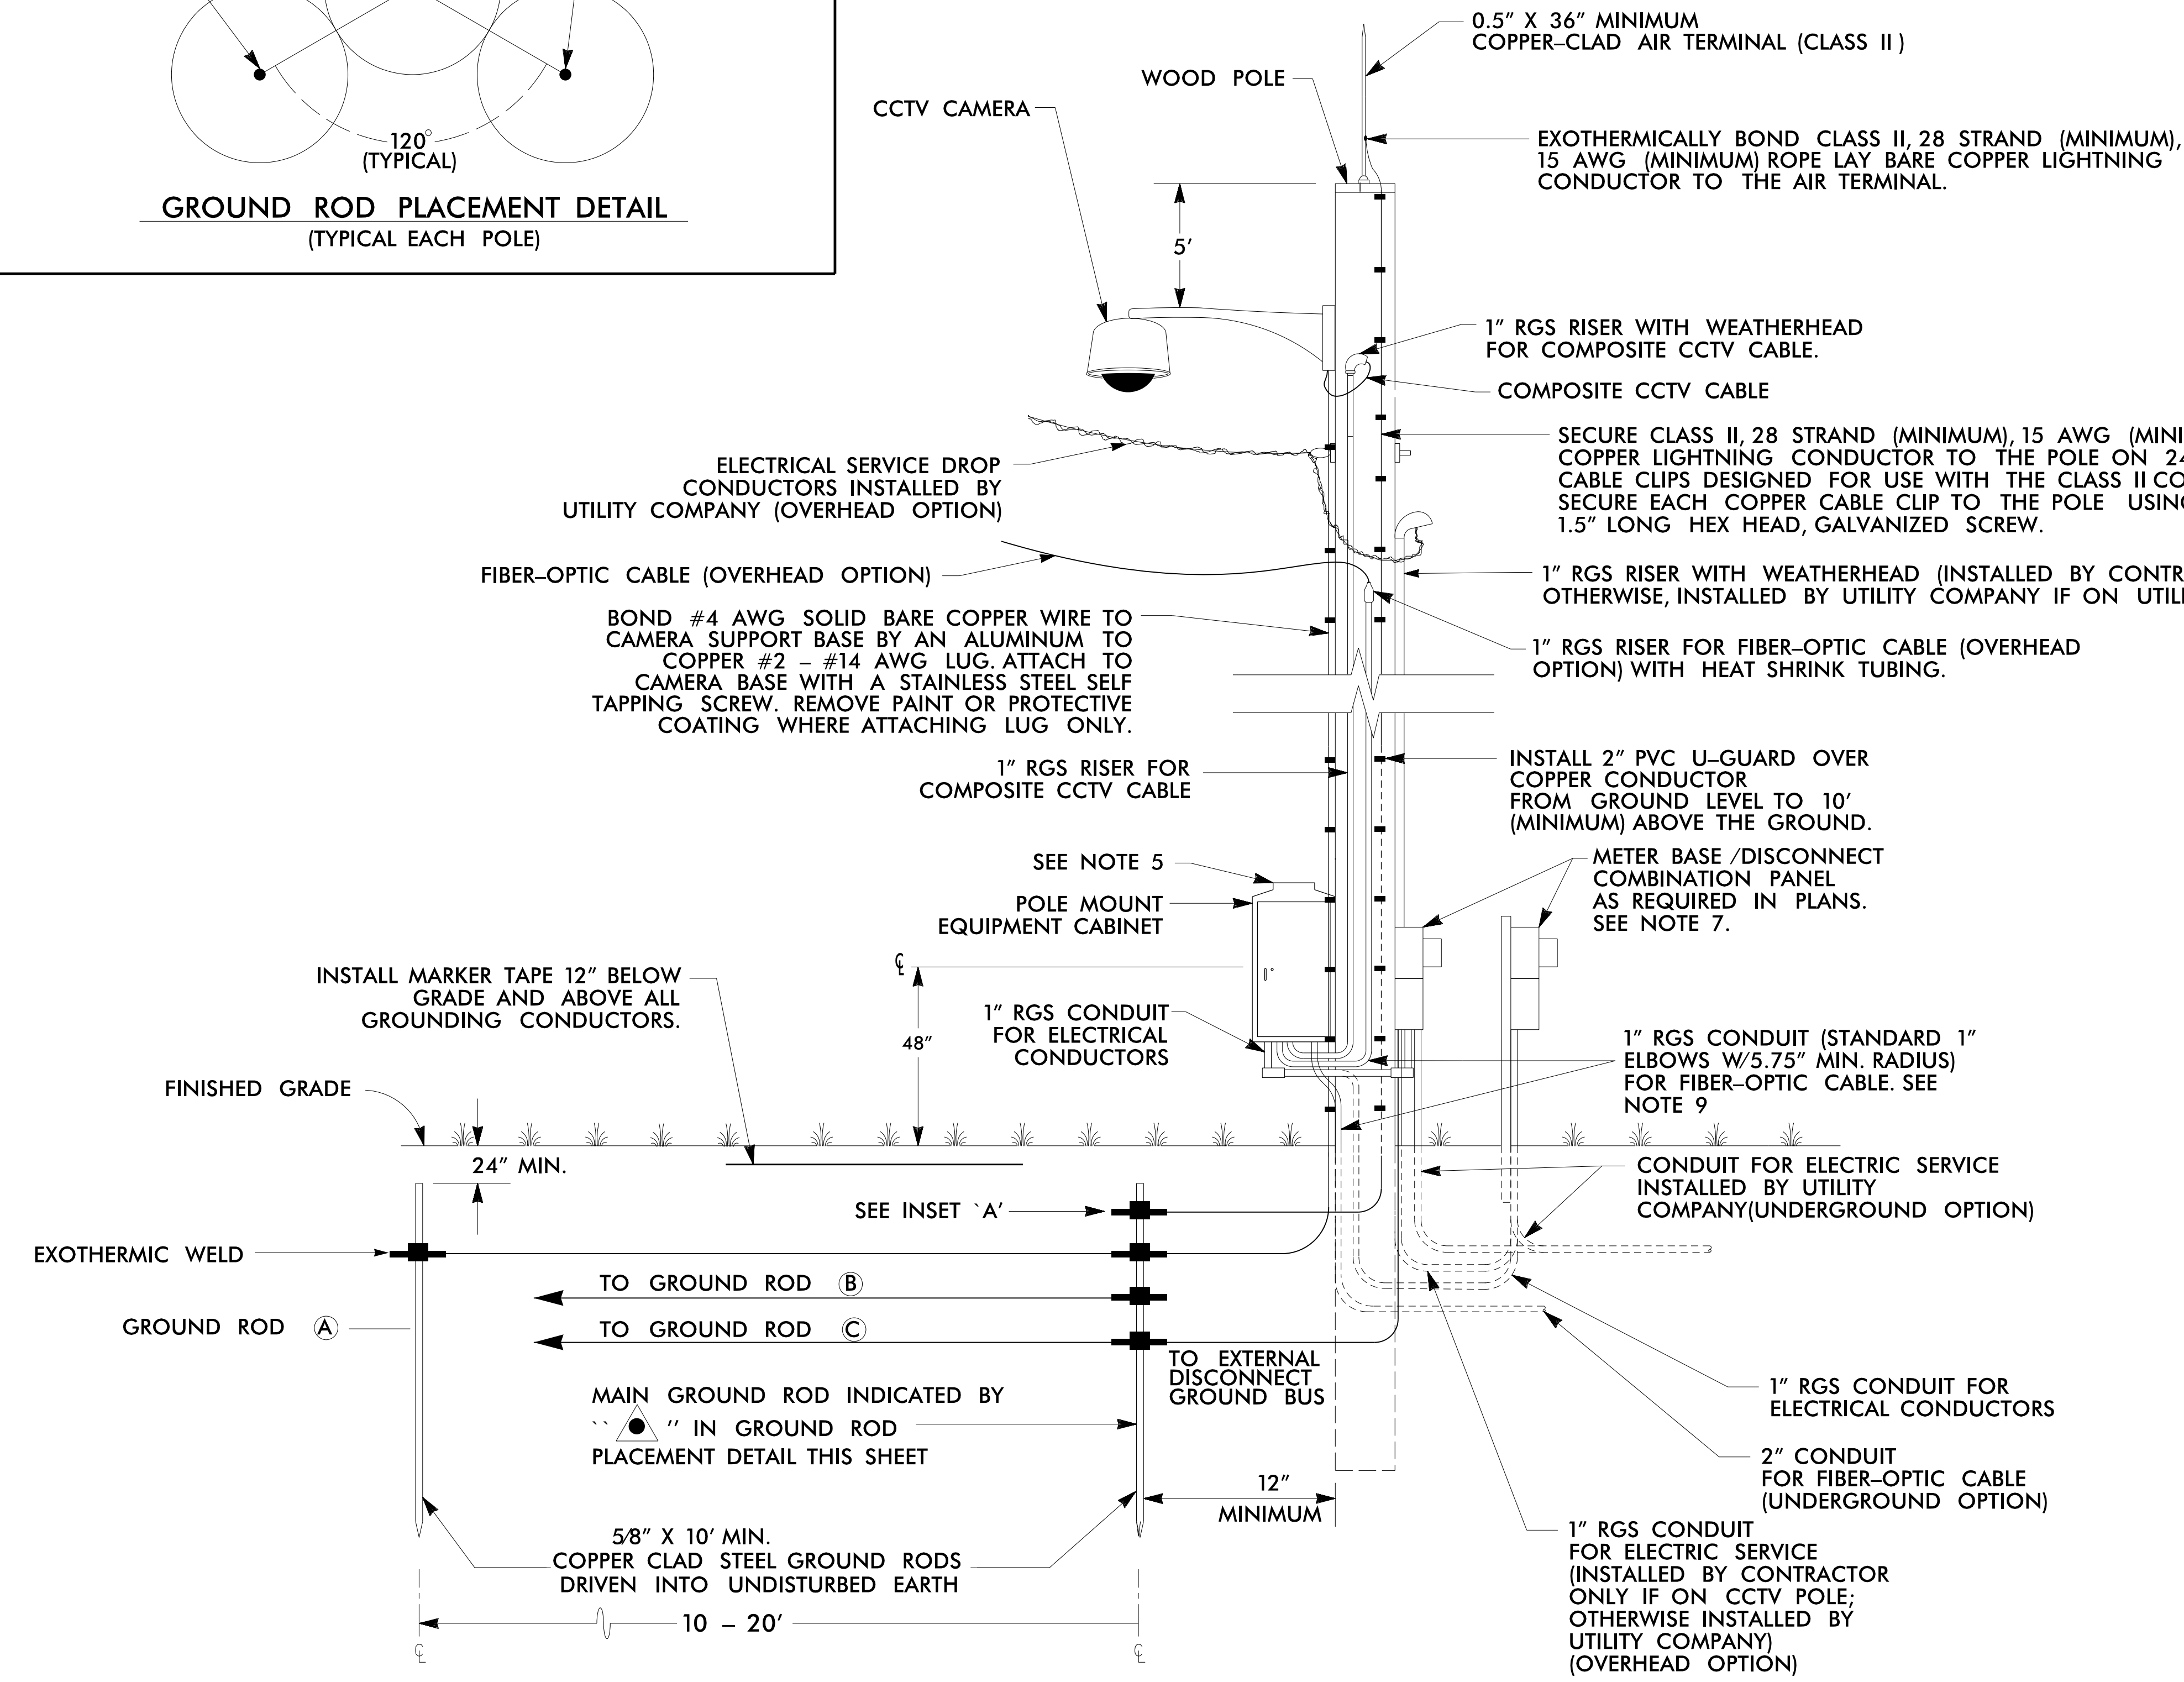 120°
(TYPICAL)
GROUND ROD PLACEMENT DETAIL
(TYPICAL EACH POLE)
0.5" X 36" MINIMUM
COPPER–CLAD AIR TERMINAL (CLASS II )
WOOD POLE
CCTV CAMERA
EXOTHERMICALLY BOND CLASS II, 28 STRAND (MINIMUM),
15 AWG (MINIMUM) ROPE LAY BARE COPPER LIGHTNING
CONDUCTOR TO THE AIR TERMINAL.
5'
1" RGS RISER WITH WEATHERHEAD
FOR COMPOSITE CCTV CABLE.
COMPOSITE CCTV CABLE
SECURE CLASS II, 28 STRAND (MINIMUM), 15 AWG
COPPER LIGHTNING CONDUCTOR TO THE POLE ON
CABLE CLIPS DESIGNED FOR USE WITH THE CLASS II
SECURE EACH COPPER CABLE CLIP TO THE POLE
1.5" LONG HEX HEAD, GALVANIZED SCREW.
ELECTRICAL SERVICE DROP
CONDUCTORS INSTALLED BY
UTILITY COMPANY (OVERHEAD OPTION)
FIBER–OPTIC CABLE (OVERHEAD OPTION)
1" RGS RISER WITH WEATHERHEAD (INSTALLED BY
OTHERWISE, INSTALLED BY UTILITY COMPANY IF ON
BOND #4 AWG SOLID BARE COPPER WIRE TO
CAMERA SUPPORT BASE BY AN ALUMINUM TO
COPPER #2 – #14 AWG LUG. ATTACH TO
CAMERA BASE WITH A STAINLESS STEEL SELF
TAPPING SCREW. REMOVE PAINT OR PROTECTIVE
COATING WHERE ATTACHING LUG ONLY.
1" RGS RISER FOR FIBER–OPTIC CABLE (OVERHEAD
OPTION) WITH HEAT SHRINK TUBING.
1" RGS RISER FOR
COMPOSITE CCTV CABLE
INSTALL 2" PVC U–GUARD OVER
COPPER CONDUCTOR
FROM GROUND LEVEL TO 10'
(MINIMUM) ABOVE THE GROUND.
SEE NOTE 5
POLE MOUNT
EQUIPMENT CABINET
METER BASE /DISCONNECT
COMBINATION PANEL
AS REQUIRED IN PLANS.
SEE NOTE 7.
℄
INSTALL MARKER TAPE 12" BELOW
GRADE AND ABOVE ALL
GROUNDING CONDUCTORS.
48"
1" RGS CONDUIT
FOR ELECTRICAL
CONDUCTORS
1" RGS CONDUIT (STANDARD 1"
ELBOWS W/5.75" MIN. RADIUS)
FOR FIBER–OPTIC CABLE. SEE
NOTE 9
FINISHED GRADE
24" MIN.
CONDUIT FOR ELECTRIC SERVICE
INSTALLED BY UTILITY
COMPANY(UNDERGROUND OPTION)
SEE INSET `A'
EXOTHERMIC WELD
TO GROUND ROD B
GROUND ROD A
TO GROUND ROD C
TO EXTERNAL
DISCONNECT
GROUND BUS
MAIN GROUND ROD INDICATED BY
`` '' IN GROUND ROD
PLACEMENT DETAIL THIS SHEET
1" RGS CONDUIT FOR
ELECTRICAL CONDUCTORS
2" CONDUIT
FOR FIBER–OPTIC CABLE
(UNDERGROUND OPTION)
12"
MINIMUM
5/8" X 10' MIN.
COPPER CLAD STEEL GROUND RODS
DRIVEN INTO UNDISTURBED EARTH
1" RGS CONDUIT
FOR ELECTRIC SERVICE
(INSTALLED BY CONTRACTOR
ONLY IF ON CCTV POLE;
OTHERWISE INSTALLED BY
UTILITY COMPANY)
(OVERHEAD OPTION)
10 – 20'
℄
℄